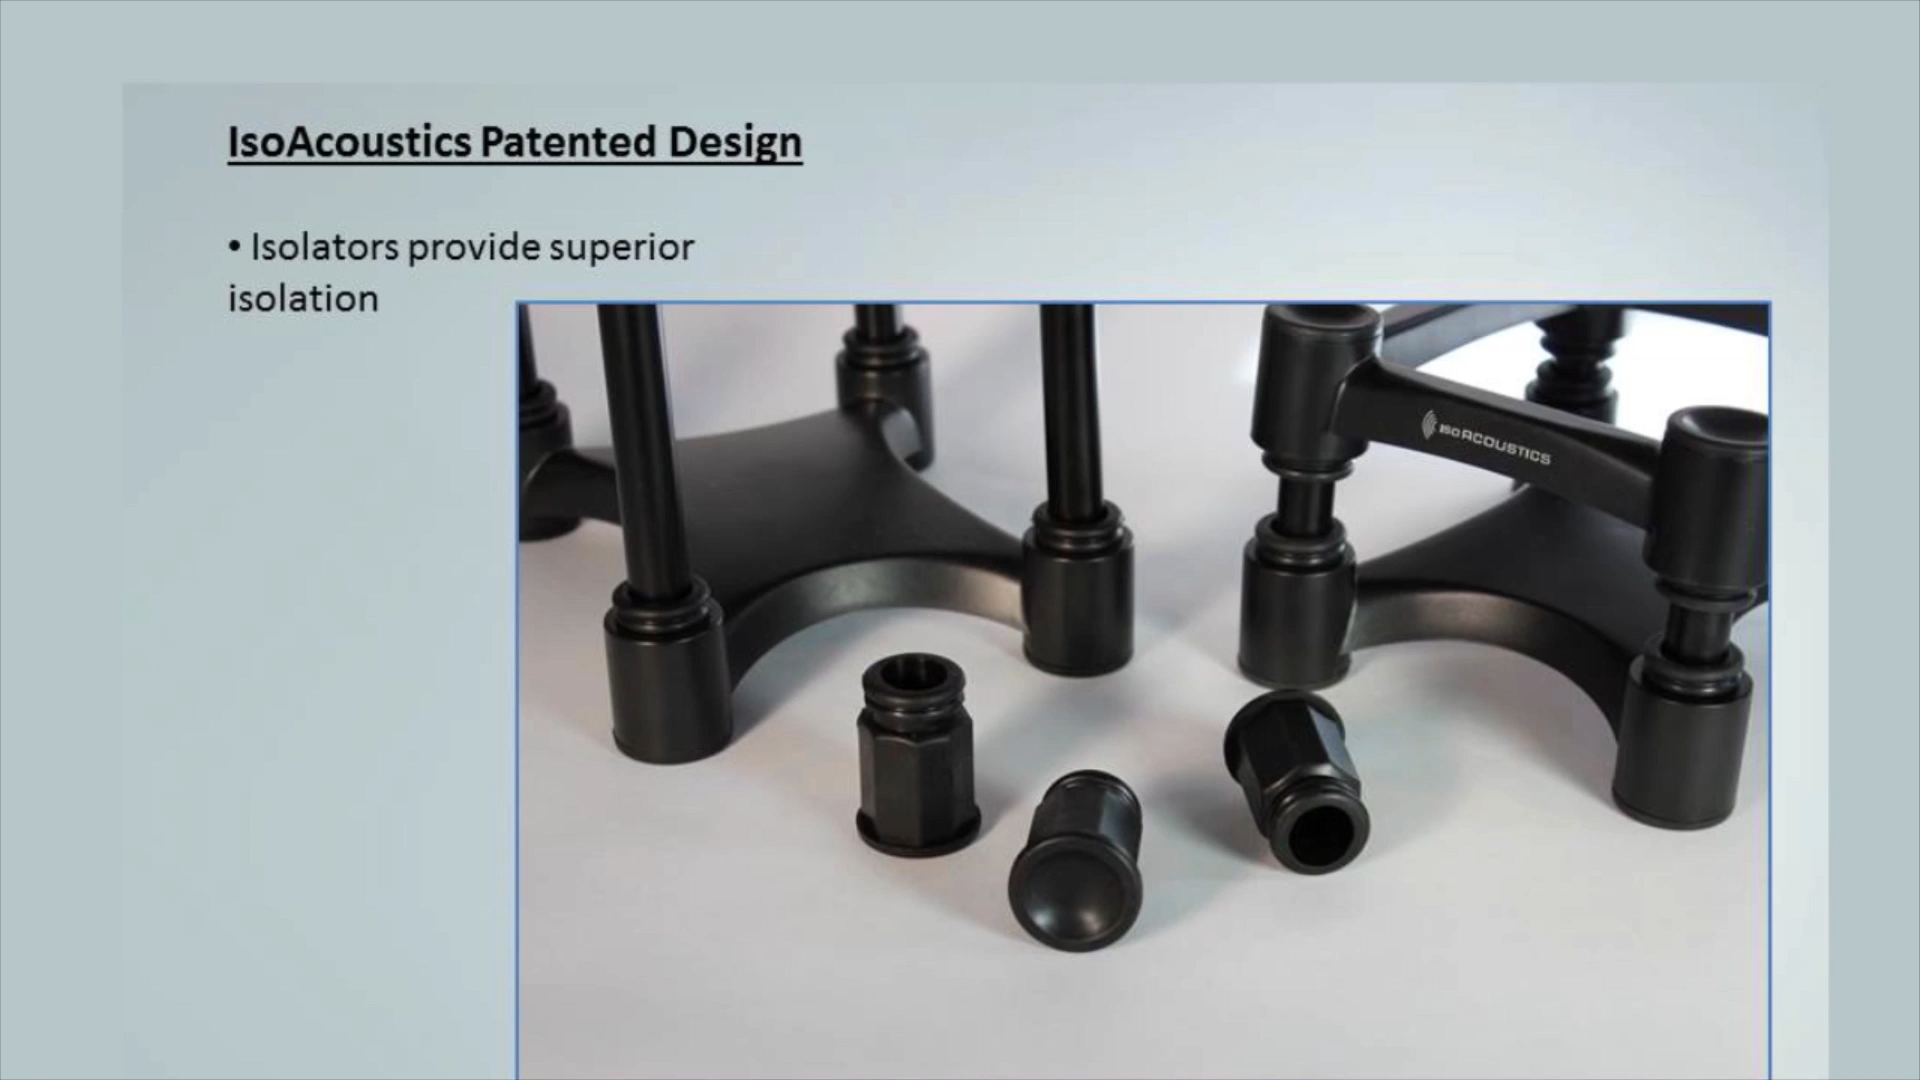 IsoAcoustics Patented Design
• Isolators provide superior
isolation
ISOACOUSTICS